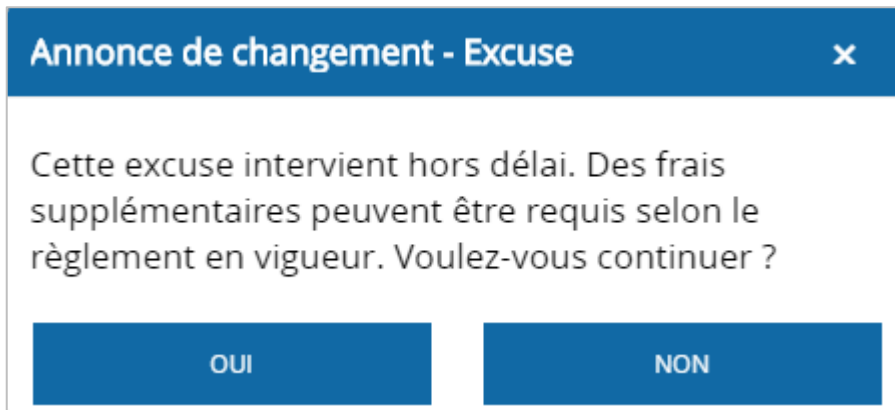 Annonce de changement - Excuse ×
Cette excuse intervient hors délai. Des frais
supplémentaires peuvent être requis selon le
règlement en vigueur. Voulez-vous continuer ?
OUI NON